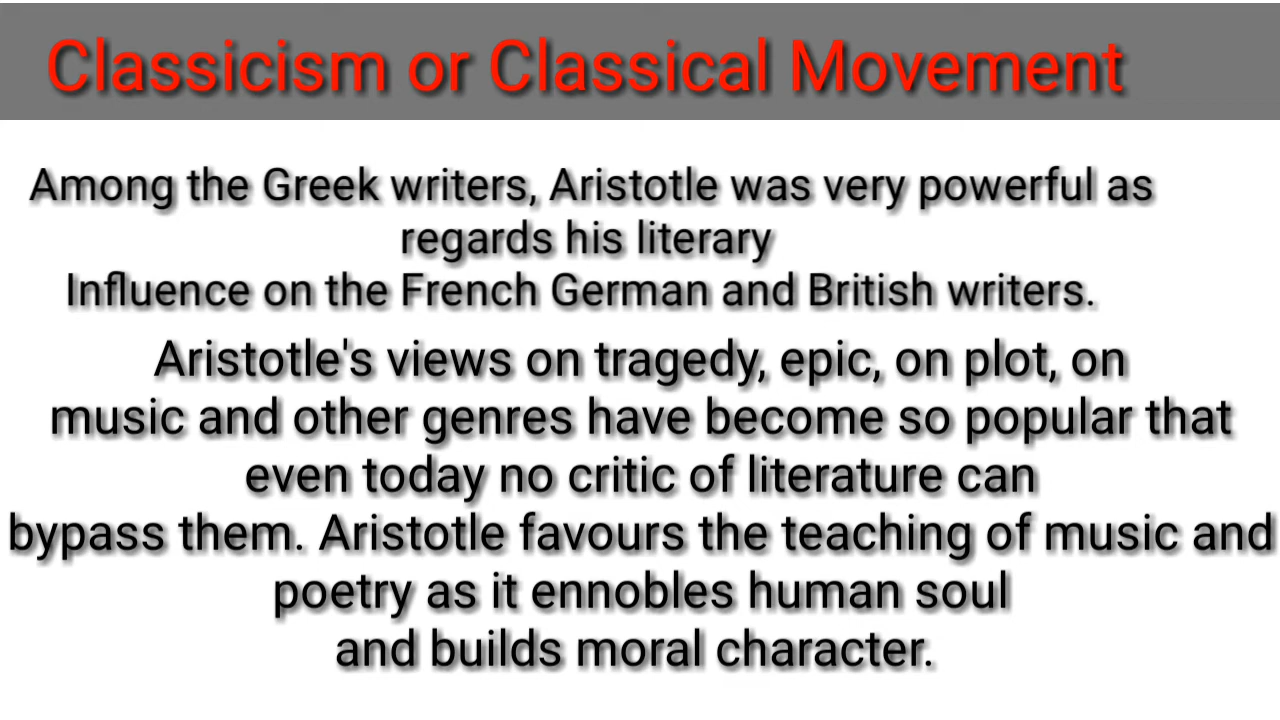 Classicism or Classical Movement
Among the Greek writers, Aristotle was very powerful as
regards his literary
Influence on the French German and British writers.
Aristotle's views on tragedy, epic, on plot, on
music and other genres have become so popular that
even today no critic of literature can
bypass them. Aristotle favours the teaching of music and
poetry as it ennobles human soul
and builds moral character.